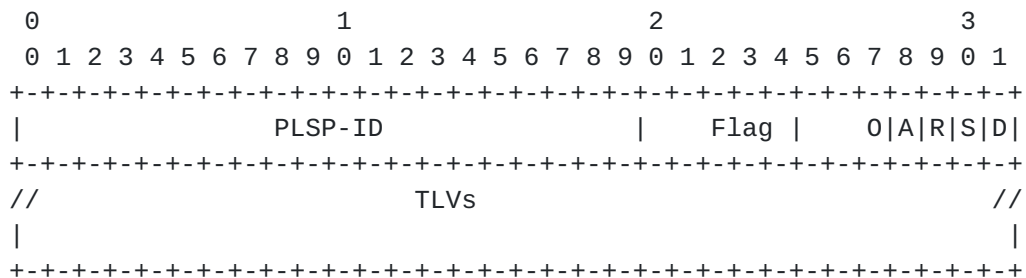 0                   1                   2                   3
 0 1 2 3 4 5 6 7 8 9 0 1 2 3 4 5 6 7 8 9 0 1 2 3 4 5 6 7 8 9 0 1
+-+-+-+-+-+-+-+-+-+-+-+-+-+-+-+-+-+-+-+-+-+-+-+-+-+-+-+-+-+-+-+-+
|                PLSP-ID                |    Flag |    O|A|R|S|D|
+-+-+-+-+-+-+-+-+-+-+-+-+-+-+-+-+-+-+-+-+-+-+-+-+-+-+-+-+-+-+-+-+
//                        TLVs                                 //
|                                                               |
+-+-+-+-+-+-+-+-+-+-+-+-+-+-+-+-+-+-+-+-+-+-+-+-+-+-+-+-+-+-+-+-+